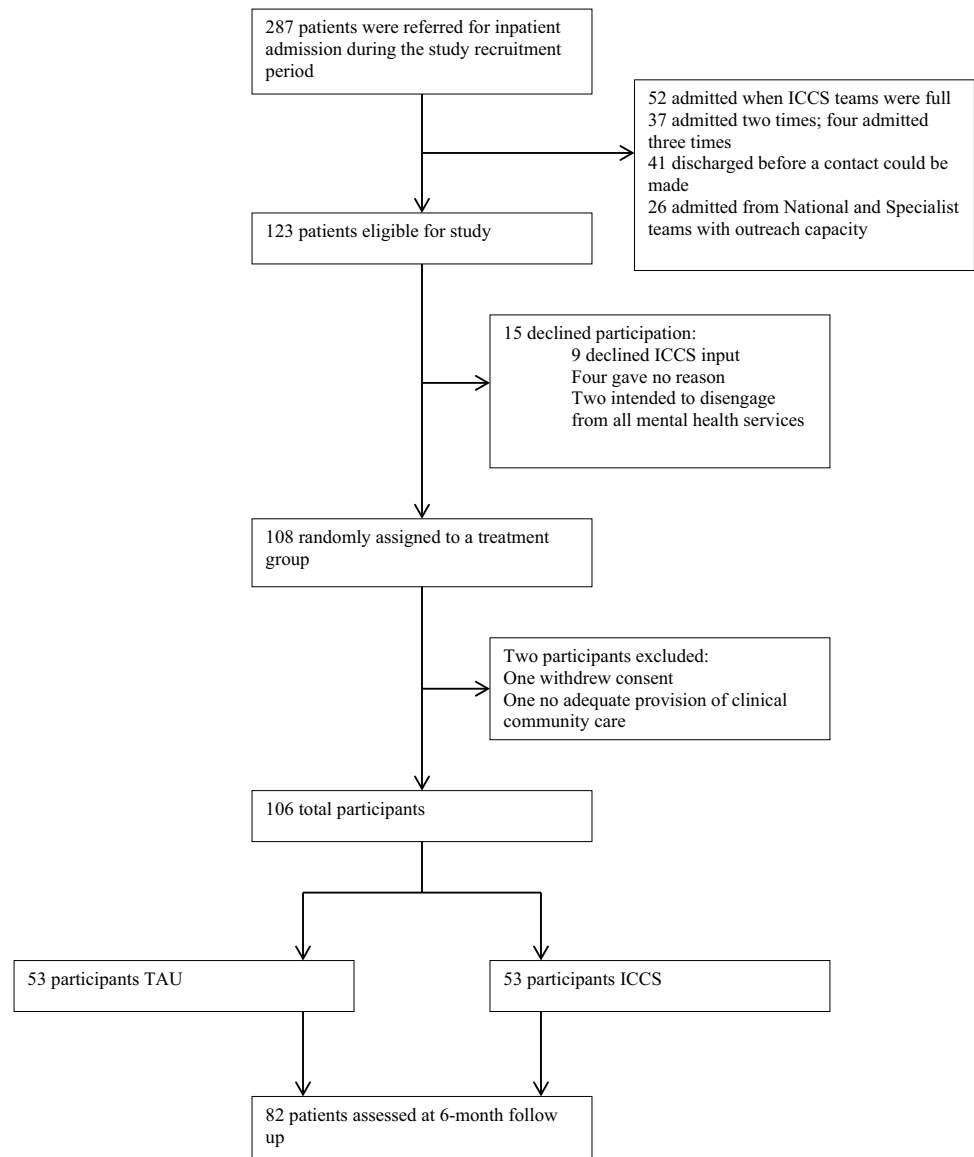 287 patients were referred for inpatient
admission during the study recruitment
period
52 admitted when ICCS teams were full
37 admitted two times; four admitted
three times
41 discharged before a contact could be
made
26 admitted from National and Specialist
teams with outreach capacity
123 patients eligible for study
15 declined participation:
9 declined ICCS input
Four gave no reason
Two intended to disengage
from all mental health services
108 randomly assigned to a treatment
group
Two participants excluded:
One withdrew consent
One no adequate provision of clinical
community care
106 total participants
53 participants TAU
53 participants ICCS
82 patients assessed at 6-month follow
up